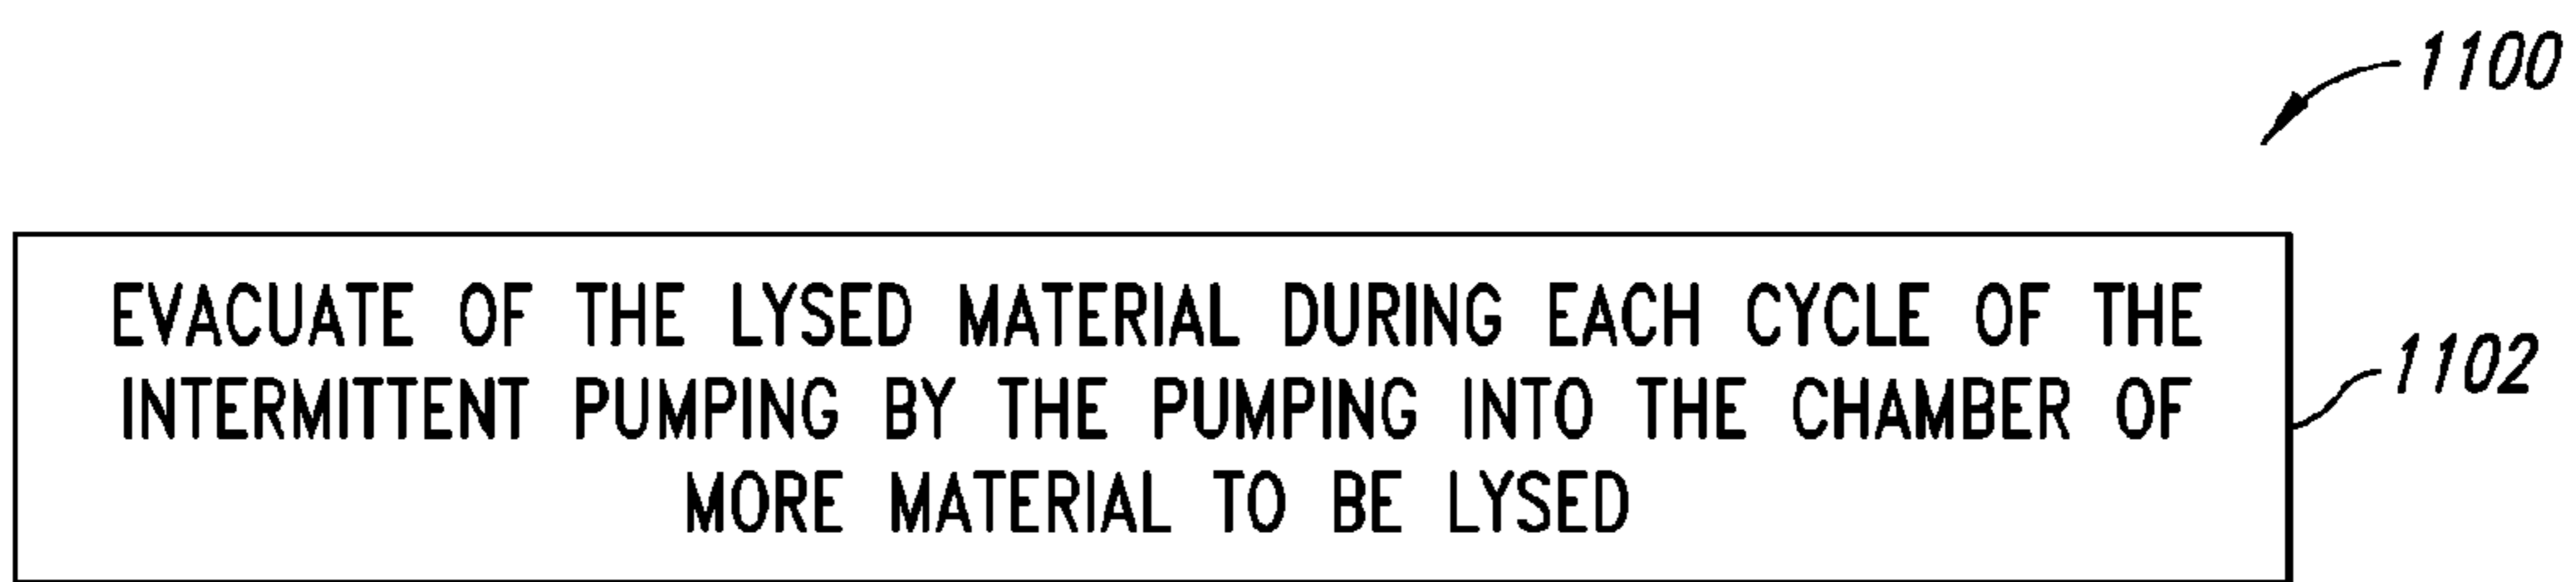 1100
EVACUATE OF THE LYSED MATERIAL DURING EACH CYCLE OF THE
INTERMITTENT PUMPING BY THE PUMPING INTO THE CHAMBER OF
MORE MATERIAL TO BE LYSED
1102